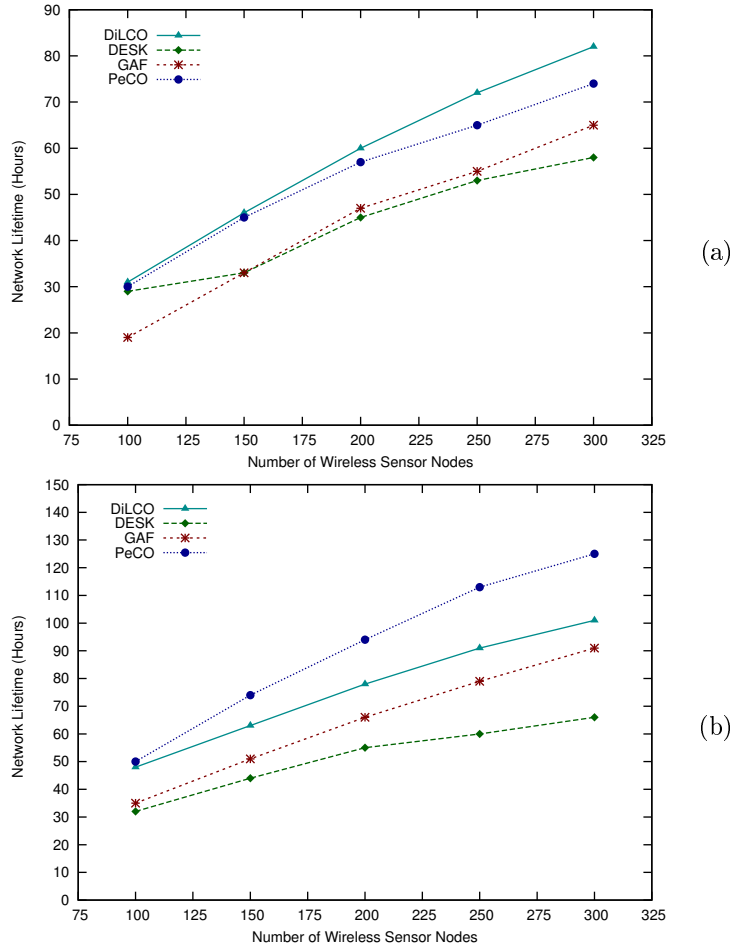 90
80
70
60
50
40
30
20
10
0
Network Lifetime (Hours)
DiLCO
DESK
GAF
PeCO
75 100 125 150 175 200 225 250 275 300 325
Number of Wireless Sensor Nodes
(a)
150
140
130
120
110
100
90
80
70
60
50
40
30
20
10
0
Network Lifetime (Hours)
DiLCO
DESK
GAF
PeCO
75 100 125 150 175 200 225 250 275 300 325
Number of Wireless Sensor Nodes
(b)